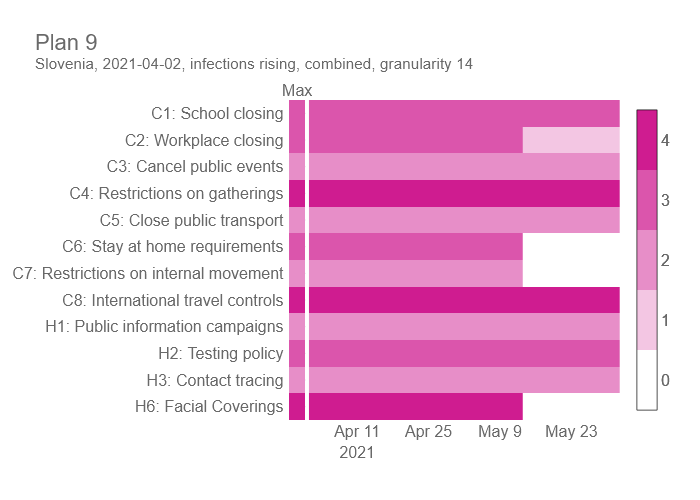 Plan 9
Slovenia, 2021-04-02, infections rising, combined, granularity 14
Max
C1: School closing
C2: Workplace closing
C3: Cancel public events
C4: Restrictions on gatherings
C5: Close public transport
C6: Stay at home requirements
C7: Restrictions on internal movement
C8: International travel controls
H1: Public information campaigns
H2: Testing policy
H3: Contact tracing
H6: Facial Coverings
Apr 11 Apr 25 May 9 May 23
2021
4
3
2
1
0